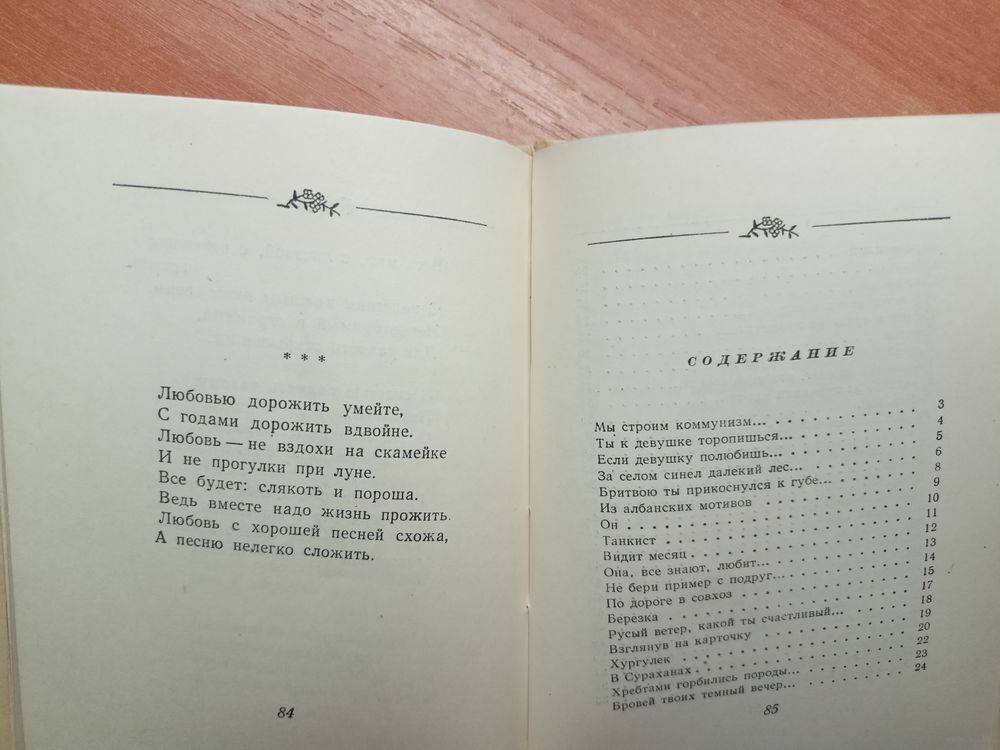 * * *
Любовью дорожить умейте,
С годами дорожить вдвойне.
Любовь — не вздохи на скамейке
И не прогулки при луне.
Все будет: слякоть и пороша.
Ведь вместе надо жизнь прожить.
Любовь с хорошей песней схожа,
А песню нелегко сложить.
84
СОДЕРЖАНИЕ
Мы строим коммунизм... 3
Ты к девушке торопишься... 4
Если девушку полюбишь... 5
За селом синел далекий лес... 6
Бритвою ты прикоснулся к губе... 8
Из албанских мотивов 9
Он 10
Танкист 11
Видит месяц 12
Она, все знают, любит... 13
Не бери пример с подруг... 14
По дороге в совхоз 15
Березка 17
Русый ветер, какой ты счастливый... 18
Взглянув на карточку 19
Хургулек 20
В Сураханах 22
Хребтами горбились породы... 23
Бровей твоих темный вечер... 24
85